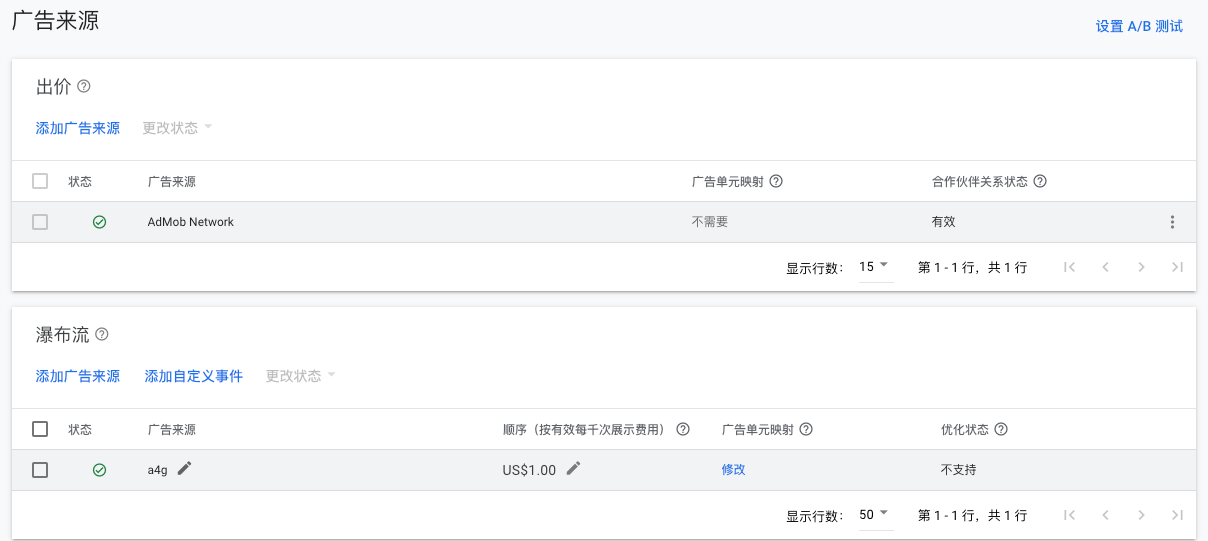 广告来源
设置 A/B 测试
出价
添加广告来源 更改状态
状态 广告来源 广告单元映射 合作伙伴关系状态
AdMob Network 不需要 有效
显示行数： 15 第 1 - 1 行，共 1 行
瀑布流
添加广告来源 添加自定义事件 更改状态
状态 广告来源 顺序（按有效每千次展示费用） 广告单元映射 优化状态
a4g US$1.00 修改 不支持
显示行数： 50 第 1 - 1 行，共 1 行